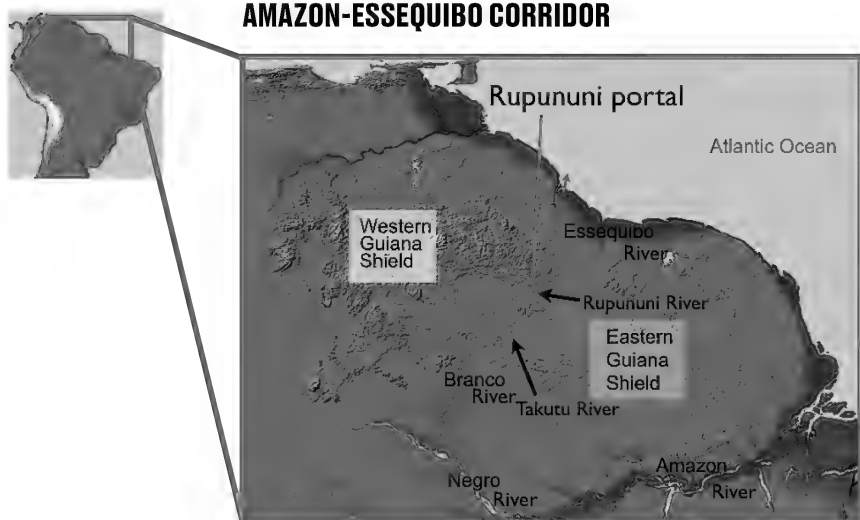 AMAZON-ESSEQUIBO CORRIDOR
Rupununi portal
Atlantic Ocean
Western
Guiana
Shield
Essequibo
River
Rupununi River
Eastern
Guiana
Shield
Branco
River
Takutu River
Amazon
River
Negro
River